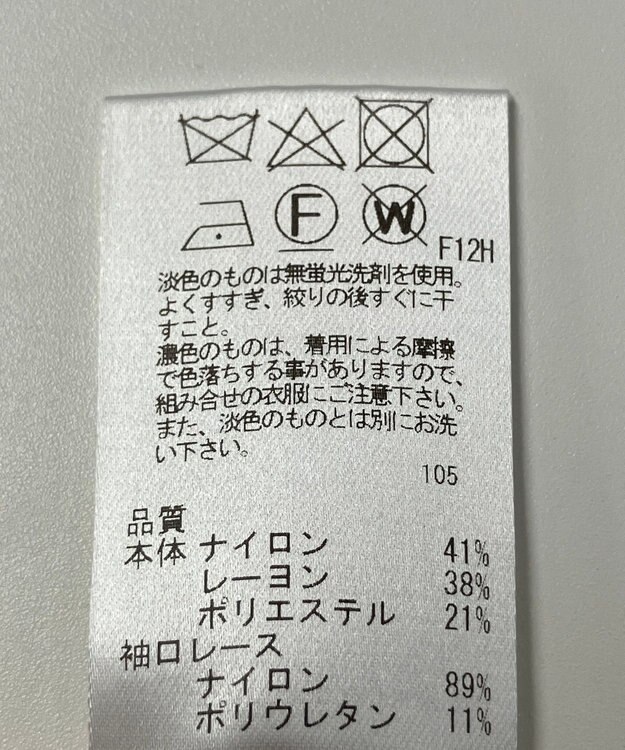 F W F12H
淡色のものは無蛍光洗剤を使用。
よくすすぎ、絞りの後すぐに干
すこと。
濃色のものは、着用による摩擦
で色落ちする事がありますので、
組み合せの衣服にご注意下さい。
また、淡色のものとは別にお洗
い下さい。
105
品質
本体 ナイロン 41%
レーヨン 38%
ポリエステル 21%
袖口レース
ナイロン 89%
ポリウレタン 11%